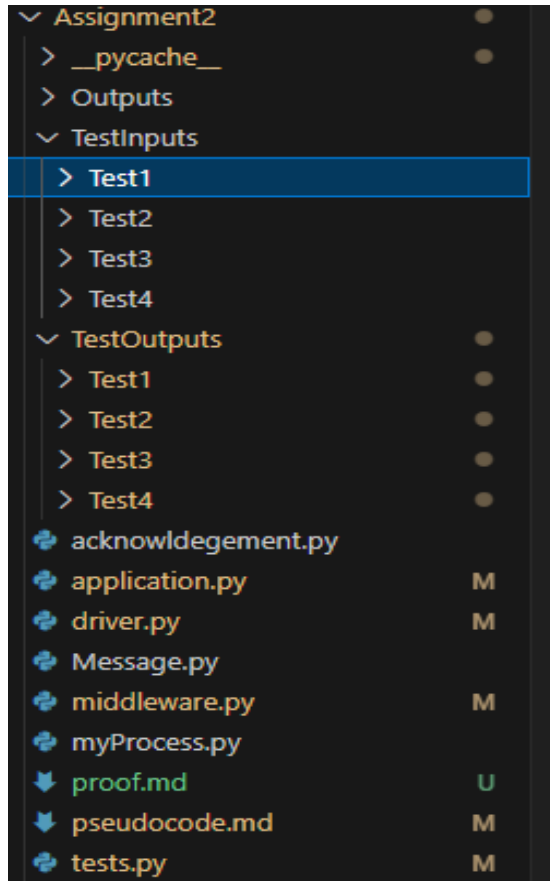 Assignment2
__pycache__
Outputs
TestInputs
Test1
Test2
Test3
Test4
TestOutputs
Test1
Test2
Test3
Test4
acknowldegement.py
application.py M
driver.py M
Message.py
middleware.py M
myProcess.py
proof.md U
pseudocode.md M
tests.py M